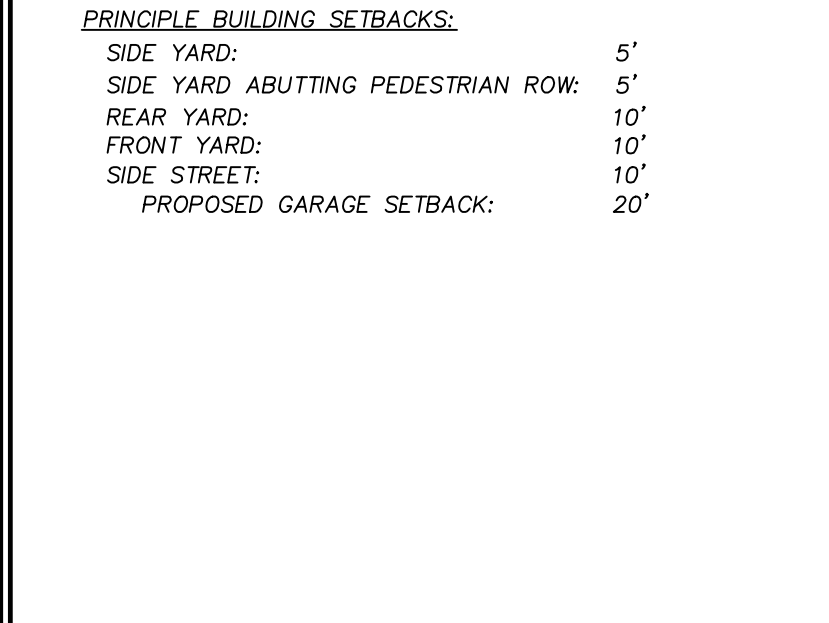 PRINCIPLE BUILDING SETBACKS:
SIDE YARD: 5'
SIDE YARD ABUTTING PEDESTRIAN ROW: 5'
REAR YARD: 10'
FRONT YARD: 10'
SIDE STREET: 10'
PROPOSED GARAGE SETBACK: 20'